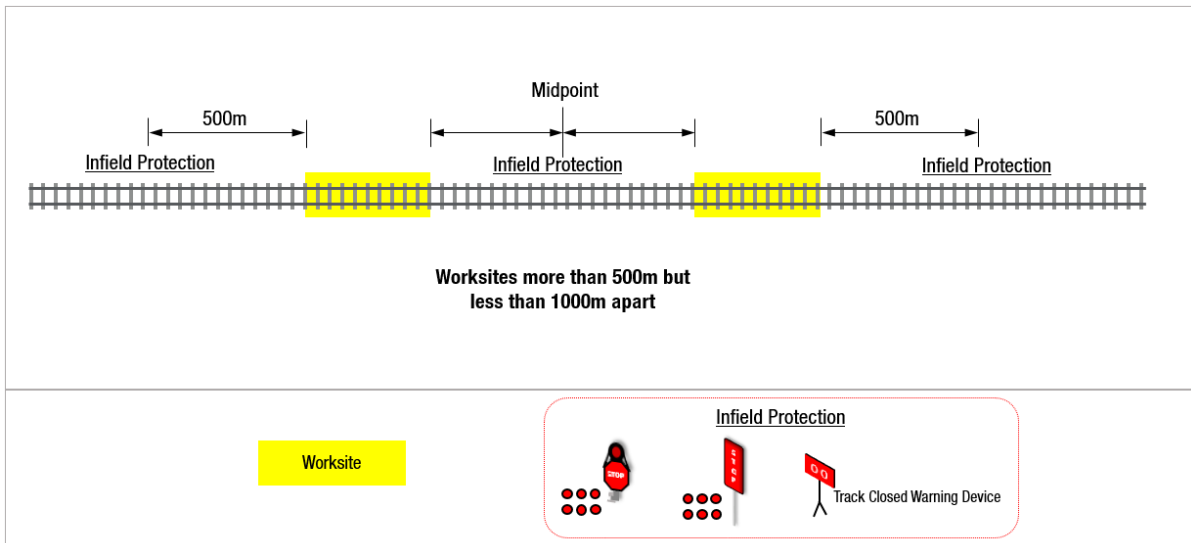 Midpoint
500m
500m
Infield Protection
Infield Protection
Infield Protection
Worksites more than 500m but
less than 1000m apart
Infield Protection
Worksite
STOP
STOP
Track Closed Warning Device